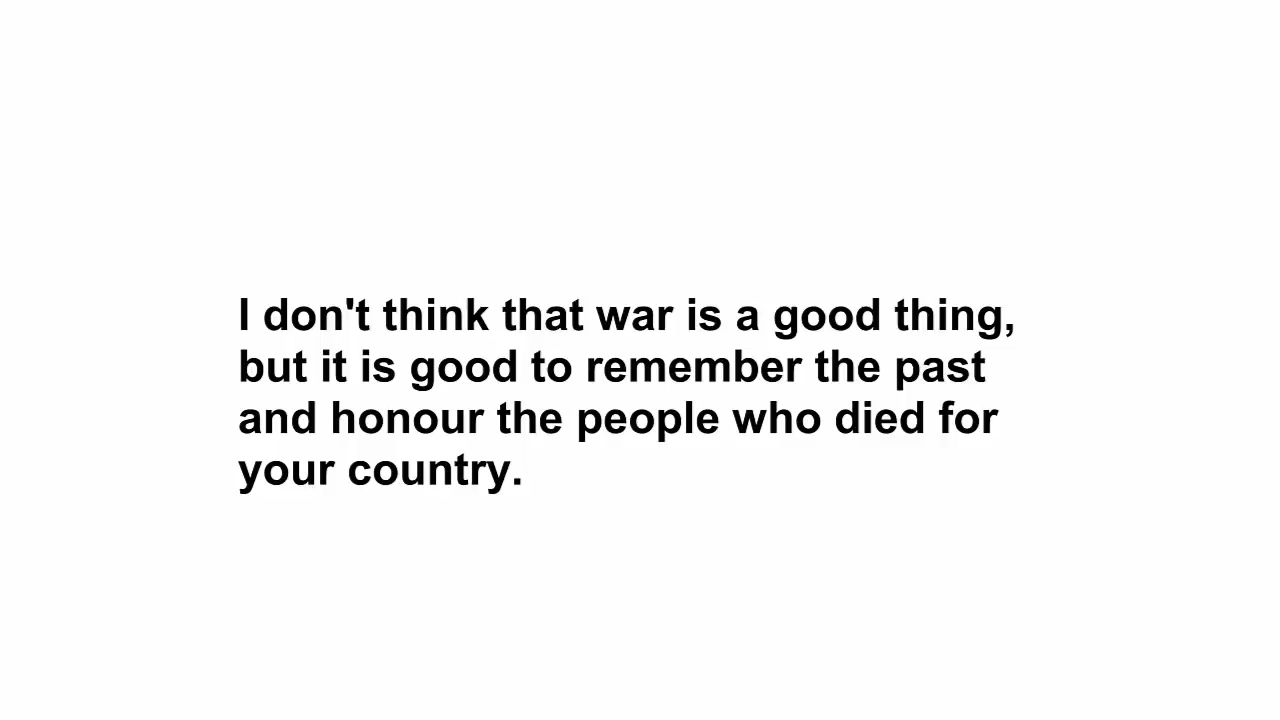 I don't think that war is a good thing,
but it is good to remember the past
and honour the people who died for
your country.